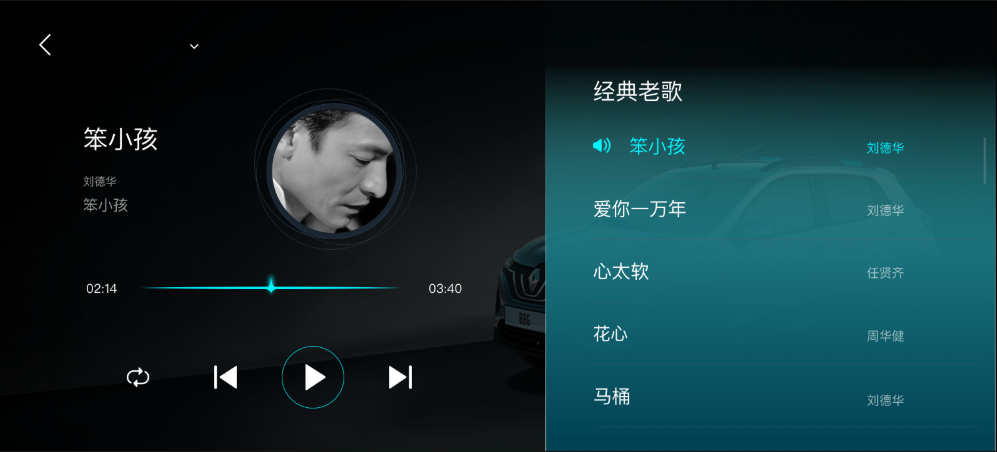 笨小孩
刘德华
笨小孩
02:14
03:40
经典老歌
笨小孩 刘德华
爱你一万年 刘德华
心太软 任贤齐
花心 周华健
马桶 刘德华